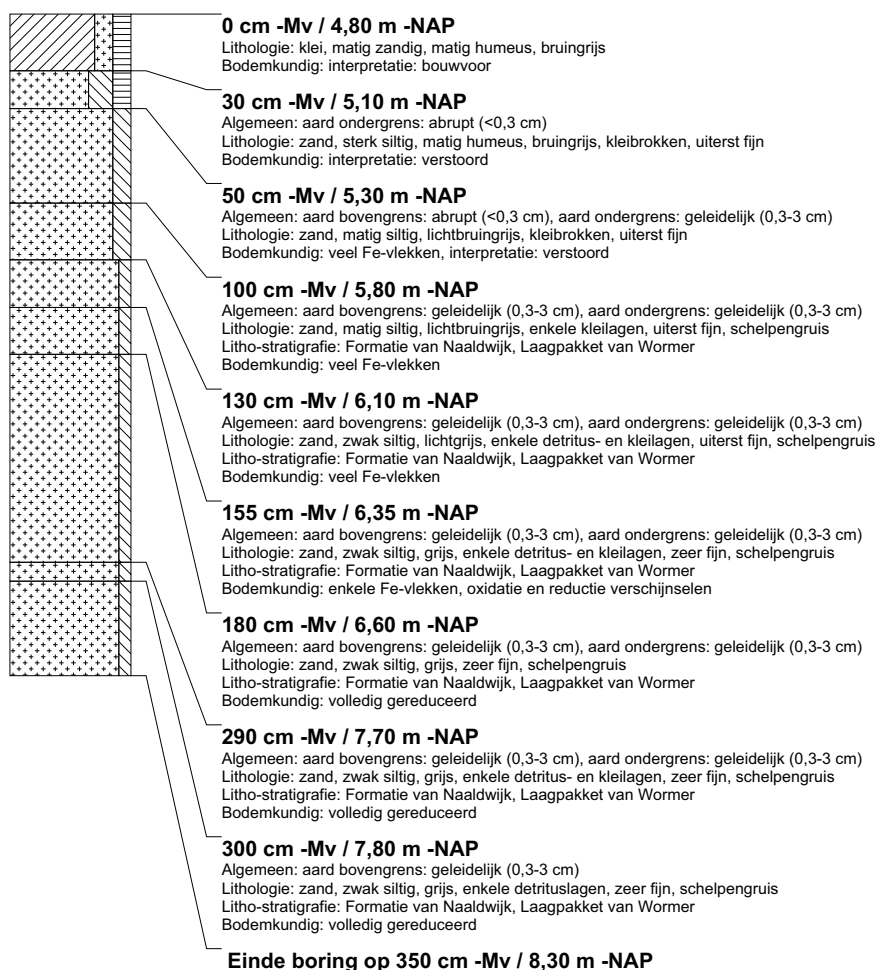 0 cm -Mv / 4,80 m -NAP
Lithologie: klei, matig zandig, matig humeus, bruingrijs
Bodemkundig: interpretatie: bouwvoor
30 cm -Mv / 5,10 m -NAP
Algemeen: aard ondergrens: abrupt (<0,3 cm)
Lithologie: zand, sterk siltig, matig humeus, bruingrijs, kleibrokken, uiterst fijn
Bodemkundig: interpretatie: verstoord
50 cm -Mv / 5,30 m -NAP
Algemeen: aard bovengrens: abrupt (<0,3 cm), aard ondergrens: geleidelijk (0,3-3 cm)
Lithologie: zand, matig siltig, lichtbruingrijs, kleibrokken, uiterst fijn
Bodemkundig: veel Fe-vlekken, interpretatie: verstoord
100 cm -Mv / 5,80 m -NAP
Algemeen: aard bovengrens: geleidelijk (0,3-3 cm), aard ondergrens: geleidelijk (0,3-3 cm)
Lithologie: zand, matig siltig, lichtbruingrijs, enkele kleilagen, uiterst fijn, schelpengruis
Litho-stratigrafie: Formatie van Naaldwijk, Laagpakket van Wormer
Bodemkundig: veel Fe-vlekken
130 cm -Mv / 6,10 m -NAP
Algemeen: aard bovengrens: geleidelijk (0,3-3 cm), aard ondergrens: geleidelijk (0,3-3 cm)
Lithologie: zand, zwak siltig, lichtgrijs, enkele detritus- en kleilagen, uiterst fijn, schelpengruis
Litho-stratigrafie: Formatie van Naaldwijk, Laagpakket van Wormer
Bodemkundig: veel Fe-vlekken
155 cm -Mv / 6,35 m -NAP
Algemeen: aard bovengrens: geleidelijk (0,3-3 cm), aard ondergrens: geleidelijk (0,3-3 cm)
Lithologie: zand, zwak siltig, grijs, enkele detritus- en kleilagen, zeer fijn, schelpengruis
Litho-stratigrafie: Formatie van Naaldwijk, Laagpakket van Wormer
Bodemkundig: enkele Fe-vlekken, oxidatie en reductie verschijnselen
180 cm -Mv / 6,60 m -NAP
Algemeen: aard bovengrens: geleidelijk (0,3-3 cm), aard ondergrens: geleidelijk (0,3-3 cm)
Lithologie: zand, zwak siltig, grijs, zeer fijn, schelpengruis
Litho-stratigrafie: Formatie van Naaldwijk, Laagpakket van Wormer
Bodemkundig: volledig gereduceerd
290 cm -Mv / 7,70 m -NAP
Algemeen: aard bovengrens: geleidelijk (0,3-3 cm), aard ondergrens: geleidelijk (0,3-3 cm)
Lithologie: zand, zwak siltig, grijs, enkele detritus- en kleilagen, zeer fijn, schelpengruis
Litho-stratigrafie: Formatie van Naaldwijk, Laagpakket van Wormer
Bodemkundig: volledig gereduceerd
300 cm -Mv / 7,80 m -NAP
Algemeen: aard bovengrens: geleidelijk (0,3-3 cm)
Lithologie: zand, zwak siltig, grijs, enkele detrituslagen, zeer fijn, schelpengruis
Litho-stratigrafie: Formatie van Naaldwijk, Laagpakket van Wormer
Bodemkundig: volledig gereduceerd
Einde boring op 350 cm -Mv / 8,30 m -NAP